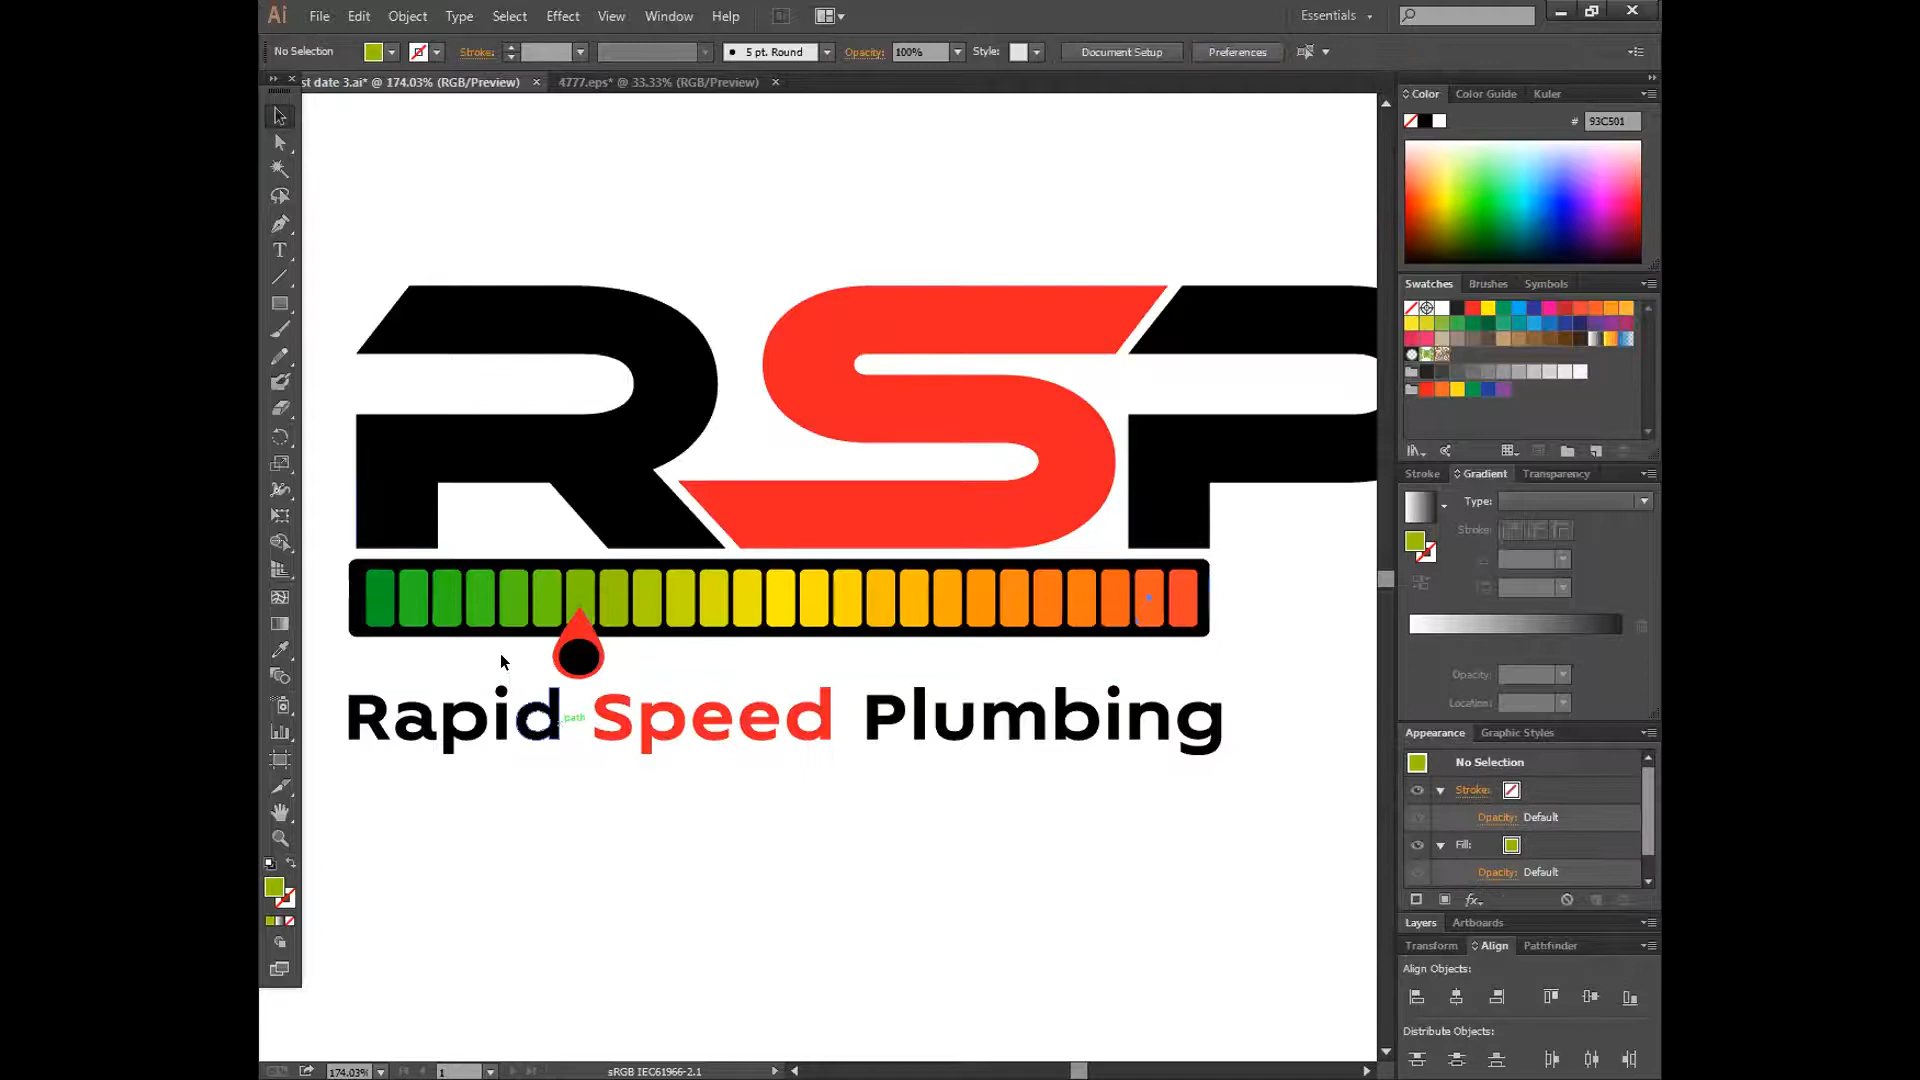 Ai File Edit Object Type Select Effect View Window Help Br Essentials
No Selection Stroke: 5 pt. Round Opacity: 100% Style: Document Setup Preferences
st date 3.ai* @ 174.03% (RGB/Preview) 4777.eps* @ 33.33% (RGB/Preview)
Color Color Guide Kuler
# 93C501
Swatches Brushes Symbols
Stroke Gradient Transparency
Type:
Stroke:
Opacity:
Location:
RSP
Rapid Speed Plumbing
path
Appearance Graphic Styles
No Selection
Stroke:
Opacity: Default
Fill:
Opacity: Default
fx
Layers Artboards
Transform Align Pathfinder
Align Objects:
Distribute Objects:
174.03% 1 sRGB IEC61966-2.1